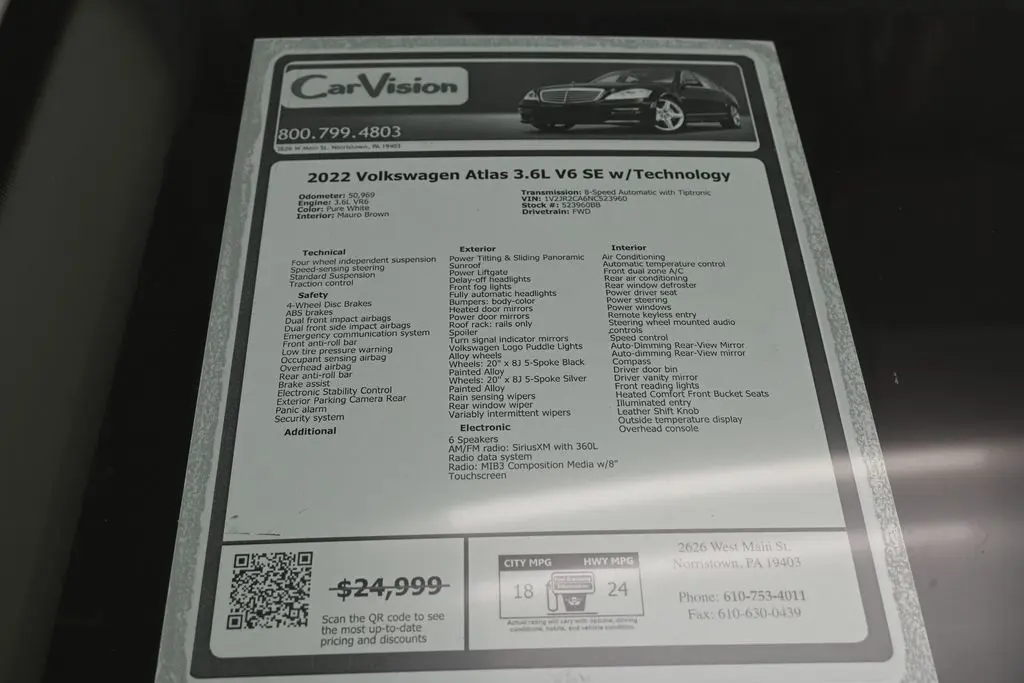 CarVision
800.799.4803
2626 W Main St. Norristown, PA 19403
2022 Volkswagen Atlas 3.6L V6 SE w/Technology
Odometer: 50,969
Engine: 3.6L VR6
Color: Pure White
Interior: Mauro Brown
Transmission: 8-Speed Automatic with Tiptronic
VIN: 1V2JR2CA6NC523960
Stock #: 523960BB
Drivetrain: FWD
Technical
Four wheel independent suspension
Speed-sensing steering
Standard Suspension
Traction control
Safety
4-Wheel Disc Brakes
ABS brakes
Dual front impact airbags
Dual front side impact airbags
Emergency communication system
Front anti-roll bar
Low tire pressure warning
Occupant sensing airbag
Overhead airbag
Rear anti-roll bar
Brake assist
Electronic Stability Control
Exterior Parking Camera Rear
Panic alarm
Security system
Additional
Exterior
Power Tilting & Sliding Panoramic
Sunroof
Power Liftgate
Delay-off headlights
Front fog lights
Fully automatic headlights
Bumpers: body-color
Heated door mirrors
Power door mirrors
Roof rack: rails only
Spoiler
Turn signal indicator mirrors
Volkswagen Logo Puddle Lights
Alloy wheels
Wheels: 20" x 8J 5-Spoke Black
Painted Alloy
Wheels: 20" x 8J 5-Spoke Silver
Painted Alloy
Rain sensing wipers
Rear window wiper
Variably intermittent wipers
Electronic
6 Speakers
AM/FM radio: SiriusXM with 360L
Radio data system
Radio: MIB3 Composition Media w/8"
Touchscreen
Interior
Air Conditioning
Automatic temperature control
Front dual zone A/C
Rear air conditioning
Rear window defroster
Power driver seat
Power steering
Power windows
Remote keyless entry
Steering wheel mounted audio
controls
Speed control
Auto-Dimming Rear-View Mirror
Auto-dimming Rear-View mirror
Compass
Driver door bin
Driver vanity mirror
Front reading lights
Heated Comfort Front Bucket Seats
Illuminated entry
Leather Shift Knob
Outside temperature display
Overhead console
$24,999
Scan the QR code to see
the most up-to-date
pricing and discounts
CITY MPG
HWY MPG
18
24
Actual rating will vary with options, driving
conditions, habits, and vehicle condition.
2626 West Main St.
Norristown, PA 19403
Phone: 610-753-4011
Fax: 610-630-0439